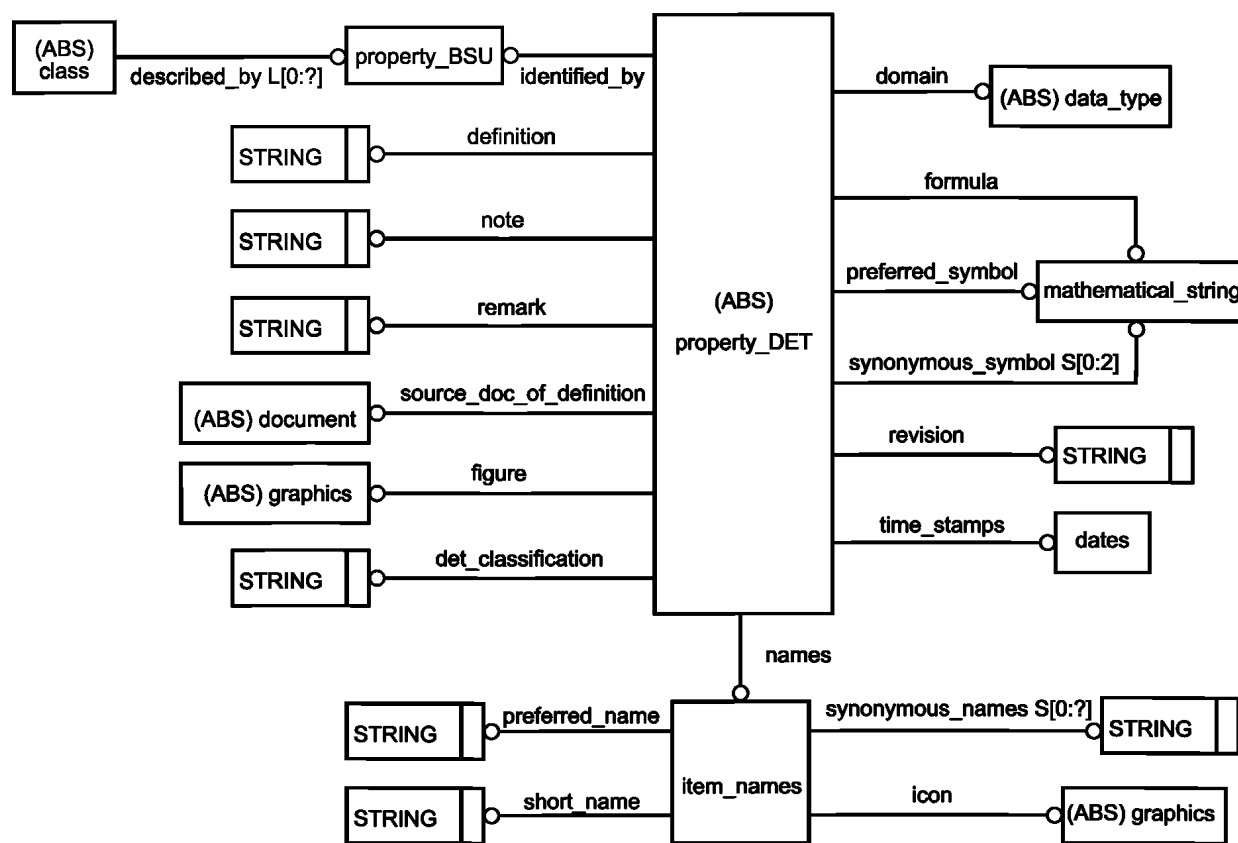 (ABS)
class
described_by L[0:?]
property_BSU
identified_by
domain
(ABS) data_type
STRING
definition
formula
STRING
note
preferred_symbol
mathematical_string
(ABS)
property_DET
STRING
remark
synonymous_symbol S[0:2]
(ABS) document
source_doc_of_definition
revision
STRING
(ABS) graphics
figure
time_stamps
dates
STRING
det_classification
names
STRING
preferred_name
synonymous_names S[0:?]
STRING
item_names
STRING
short_name
icon
(ABS) graphics